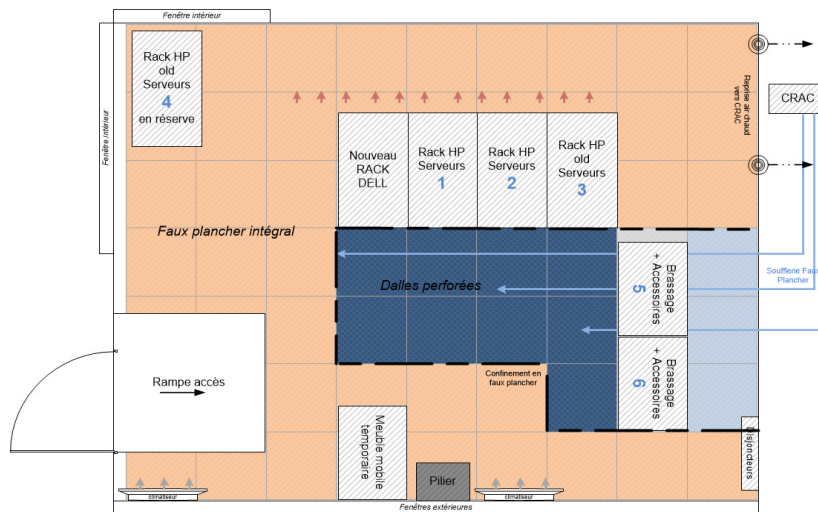 Fenêtre intérieur
Rack HP
old
Serveurs
4
en réserve
Fenêtre intérieur
Reprise air chaud
vers CRAC
CRAC
Nouveau
RACK
DELL
Rack HP
Serveurs
1
Rack HP
Serveurs
2
Rack HP
old
Serveurs
3
Faux plancher intégral
Dalles perforées
Brassage
+ Accessoires
5
Soufflerie Faux
Plancher
Rampe accès
Confinement en
faux plancher
Brassage
+ Accessoires
6
Meuble mobile
temporaire
Pilier
Disjoncteurs
climatiseur
climatiseur
Fenêtres extérieures